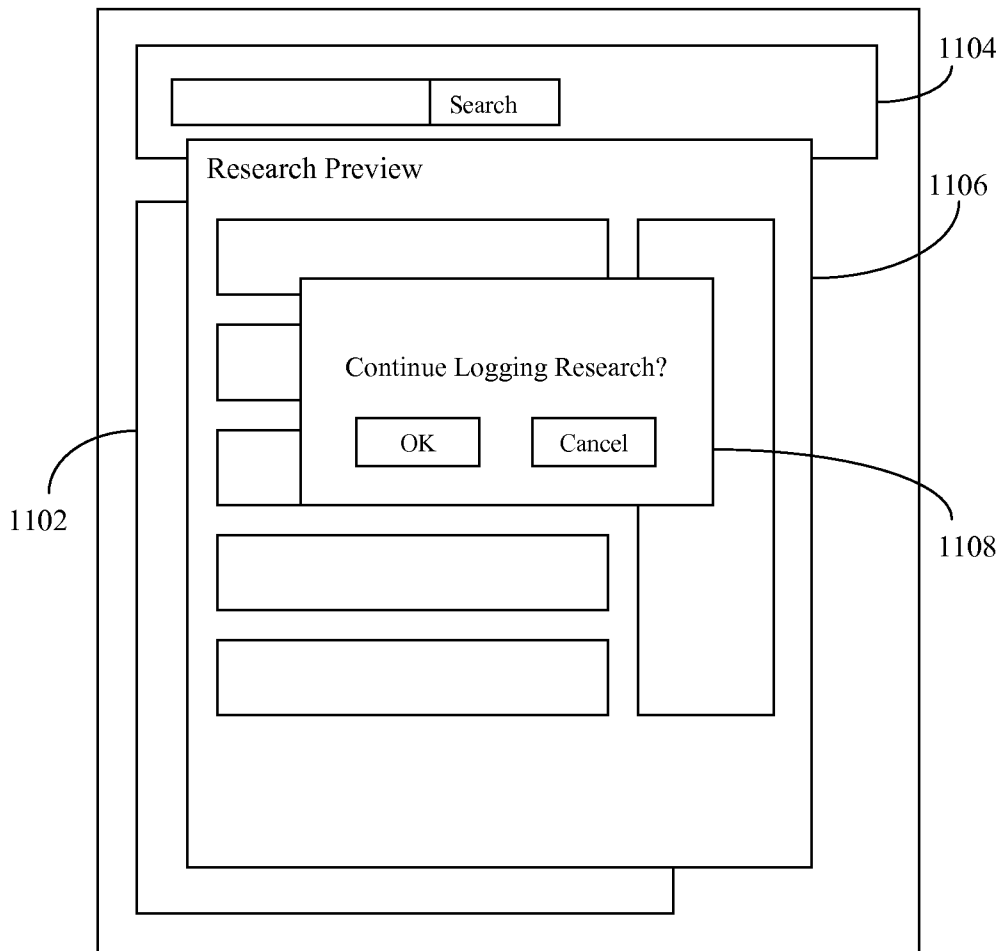 1104
Search
Research Preview
1106
Continue Logging Research?
OK
Cancel
1102
1108